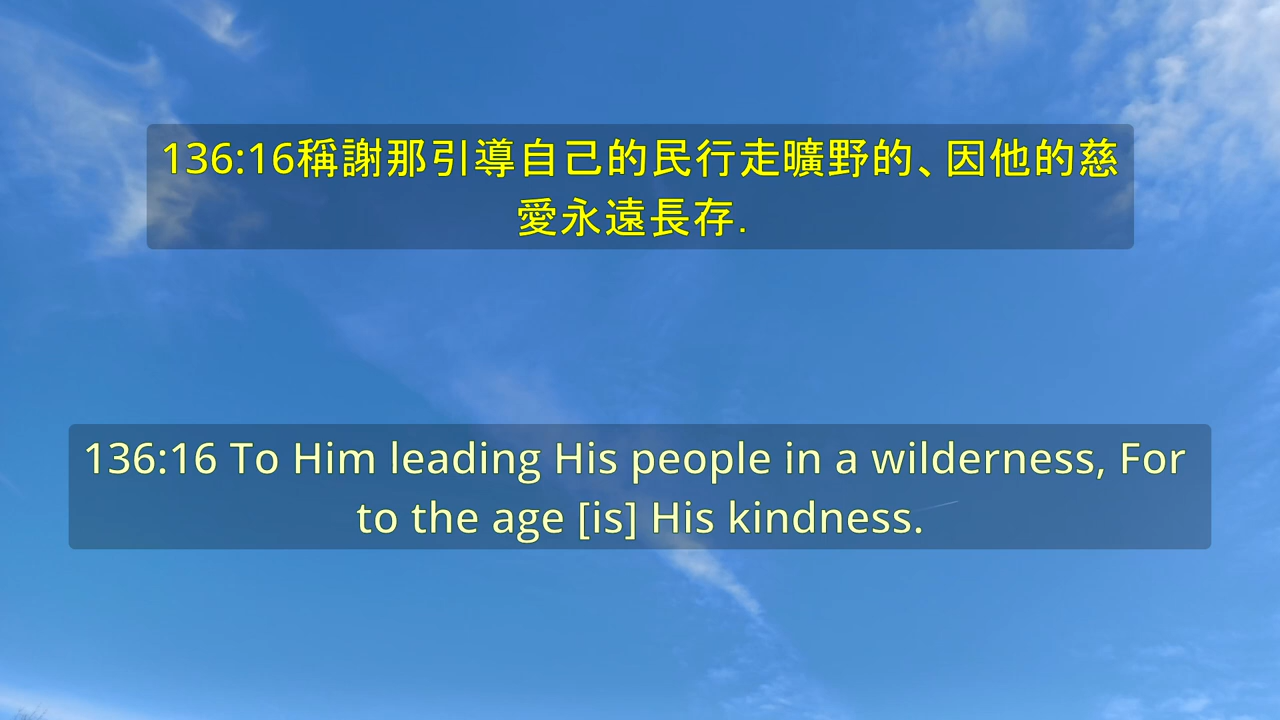 136:16稱謝那引導自己的民行走曠野的、因他的慈
愛永遠長存.
136:16 To Him leading His people in a wilderness, For
to the age [is] His kindness.